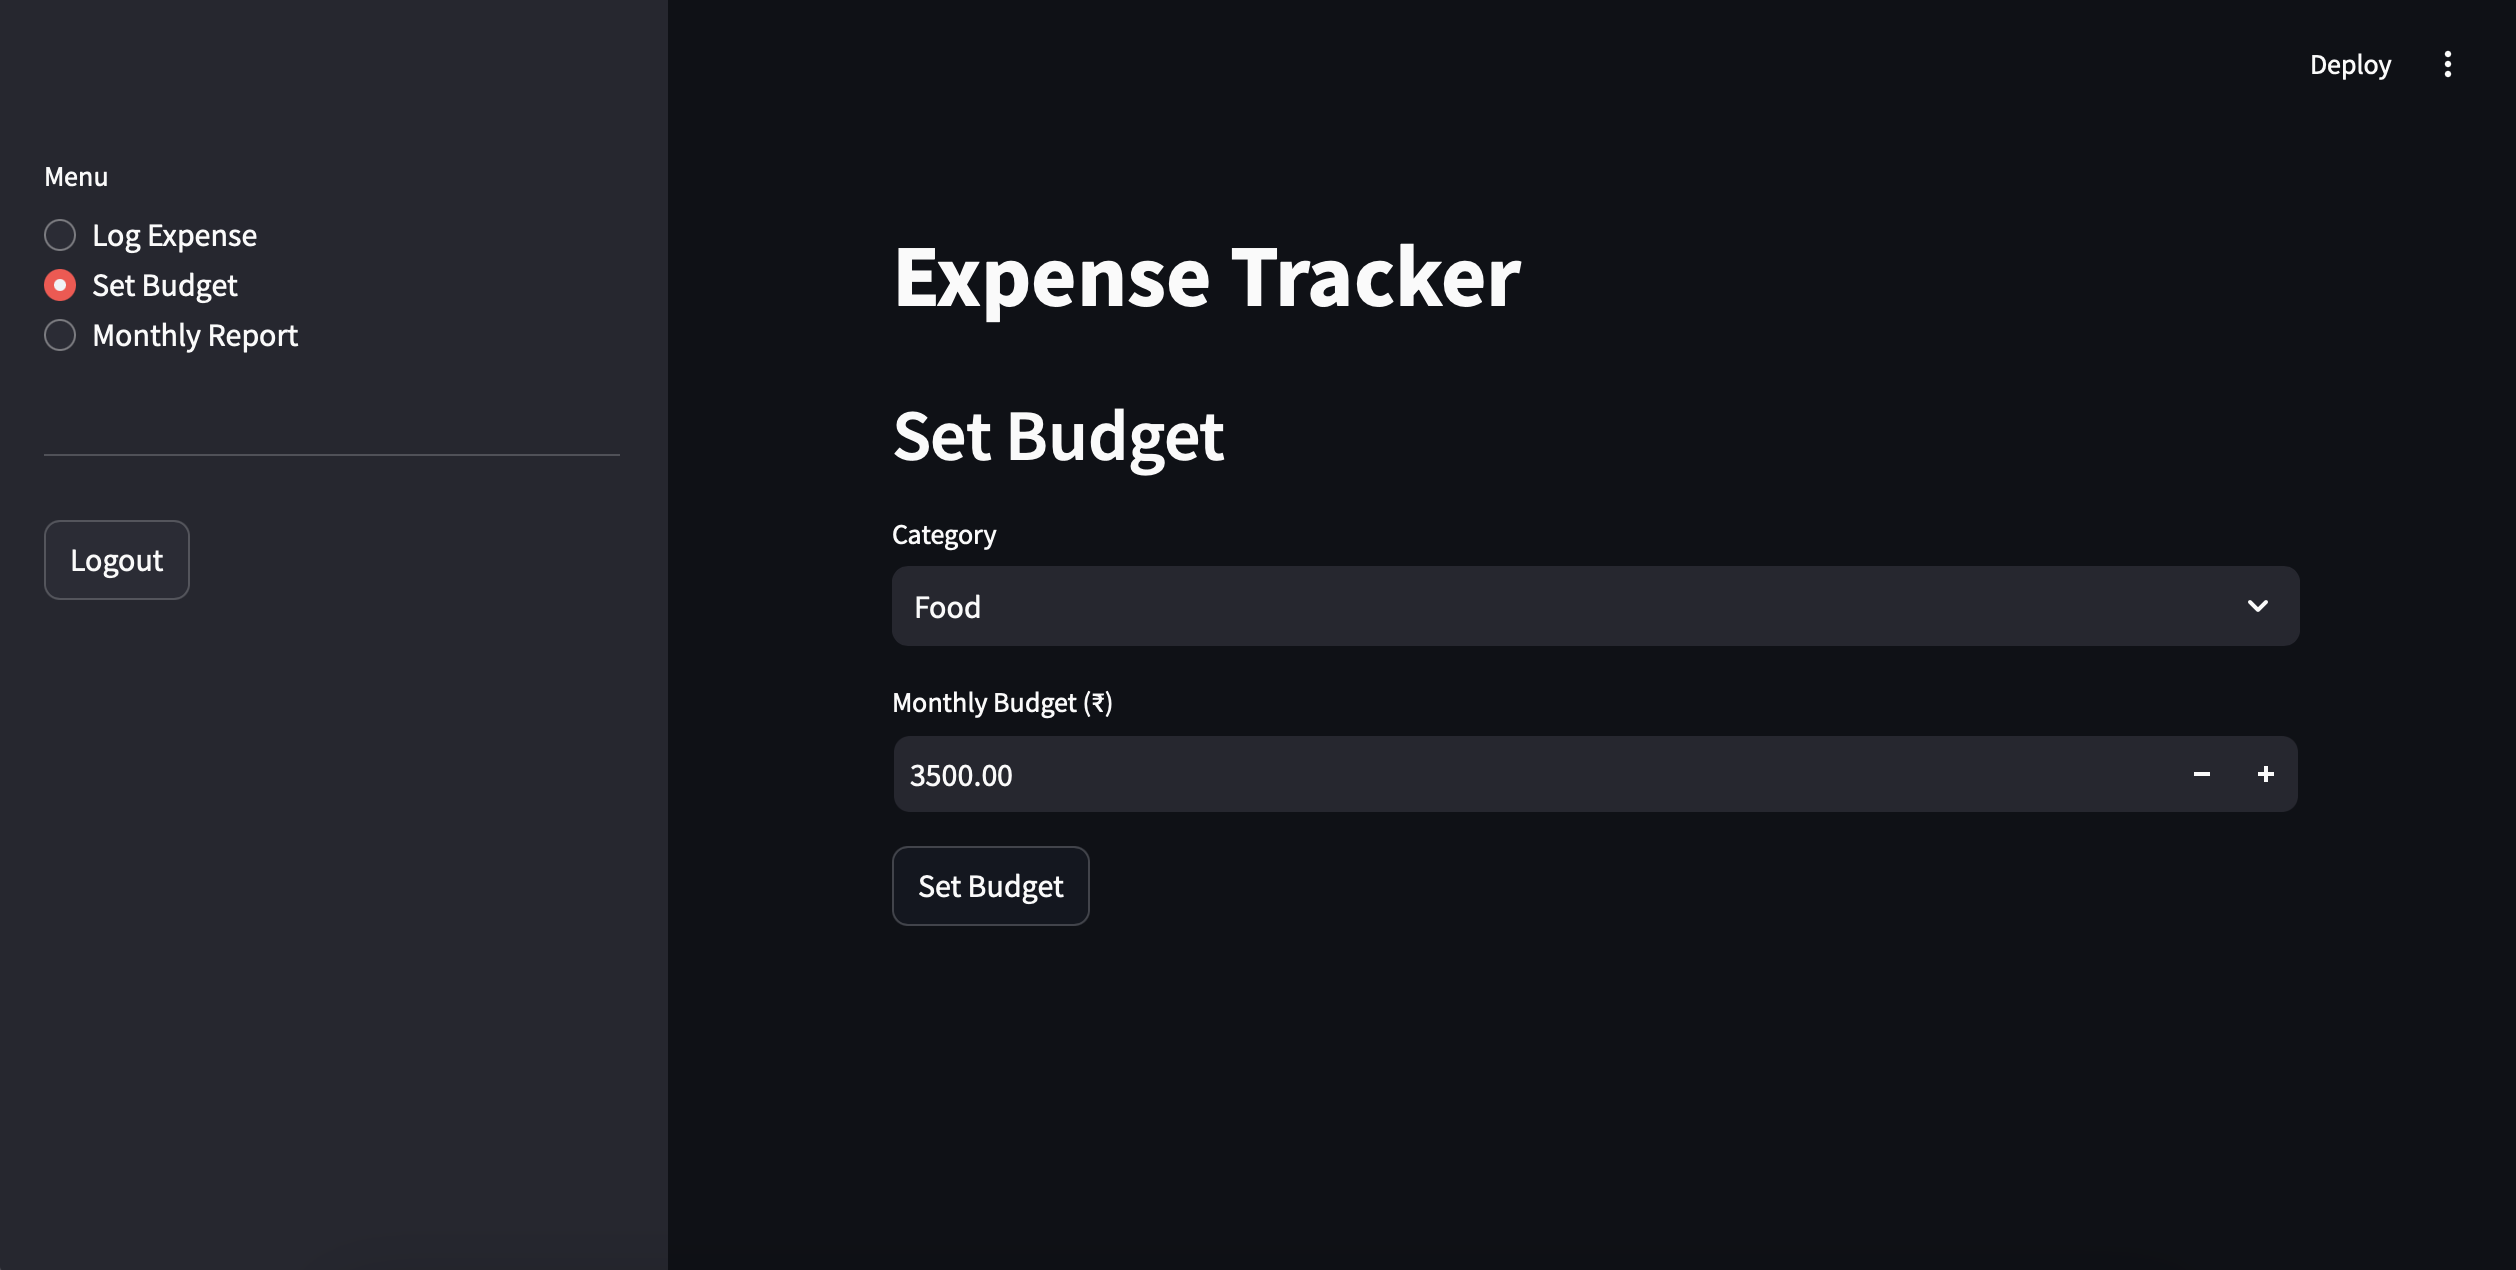 Deploy
Menu
Log Expense
Set Budget
Monthly Report
Logout
Expense Tracker
Set Budget
Category
Food
Monthly Budget (₹)
3500.00
Set Budget